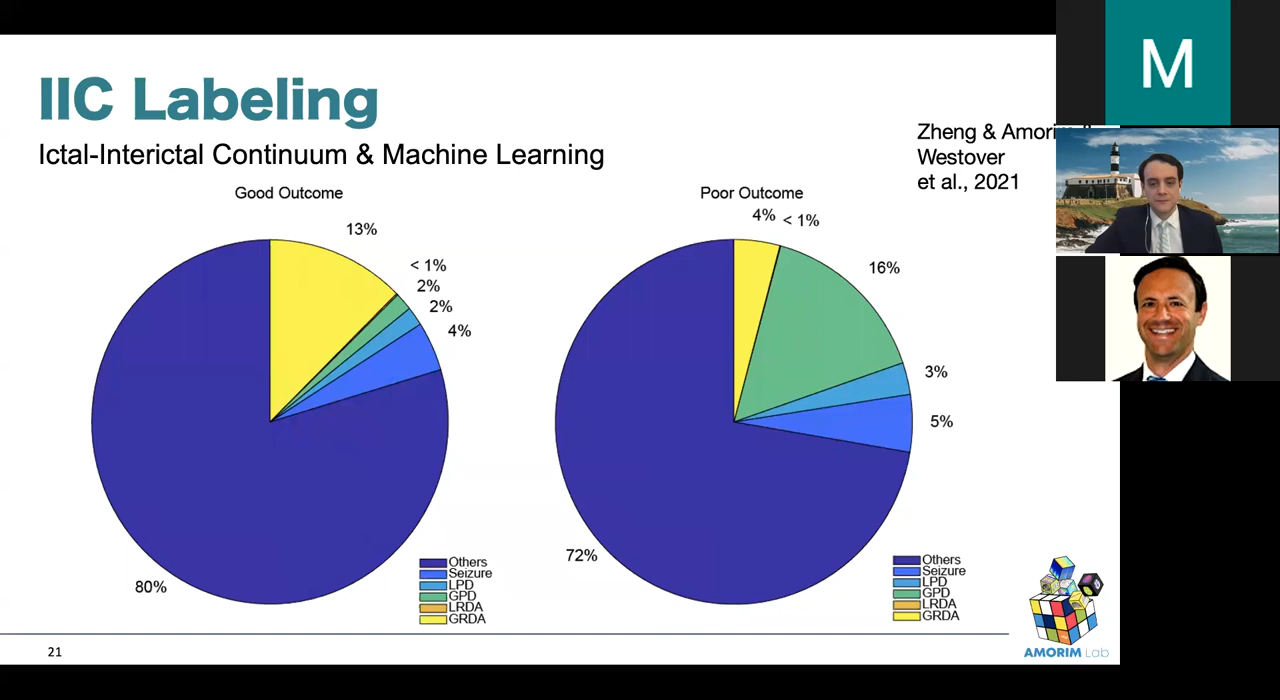 IIC Labeling
Ictal-Interictal Continuum & Machine Learning
Zheng & Amorim
Westover
et al., 2021
M
Good Outcome
13%
< 1%
2%
2%
4%
80%
Others
Seizure
LPD
GPD
LRDA
GRDA
Poor Outcome
4% < 1%
16%
3%
5%
72%
Others
Seizure
LPD
GPD
LRDA
GRDA
AMORIM Lab
21